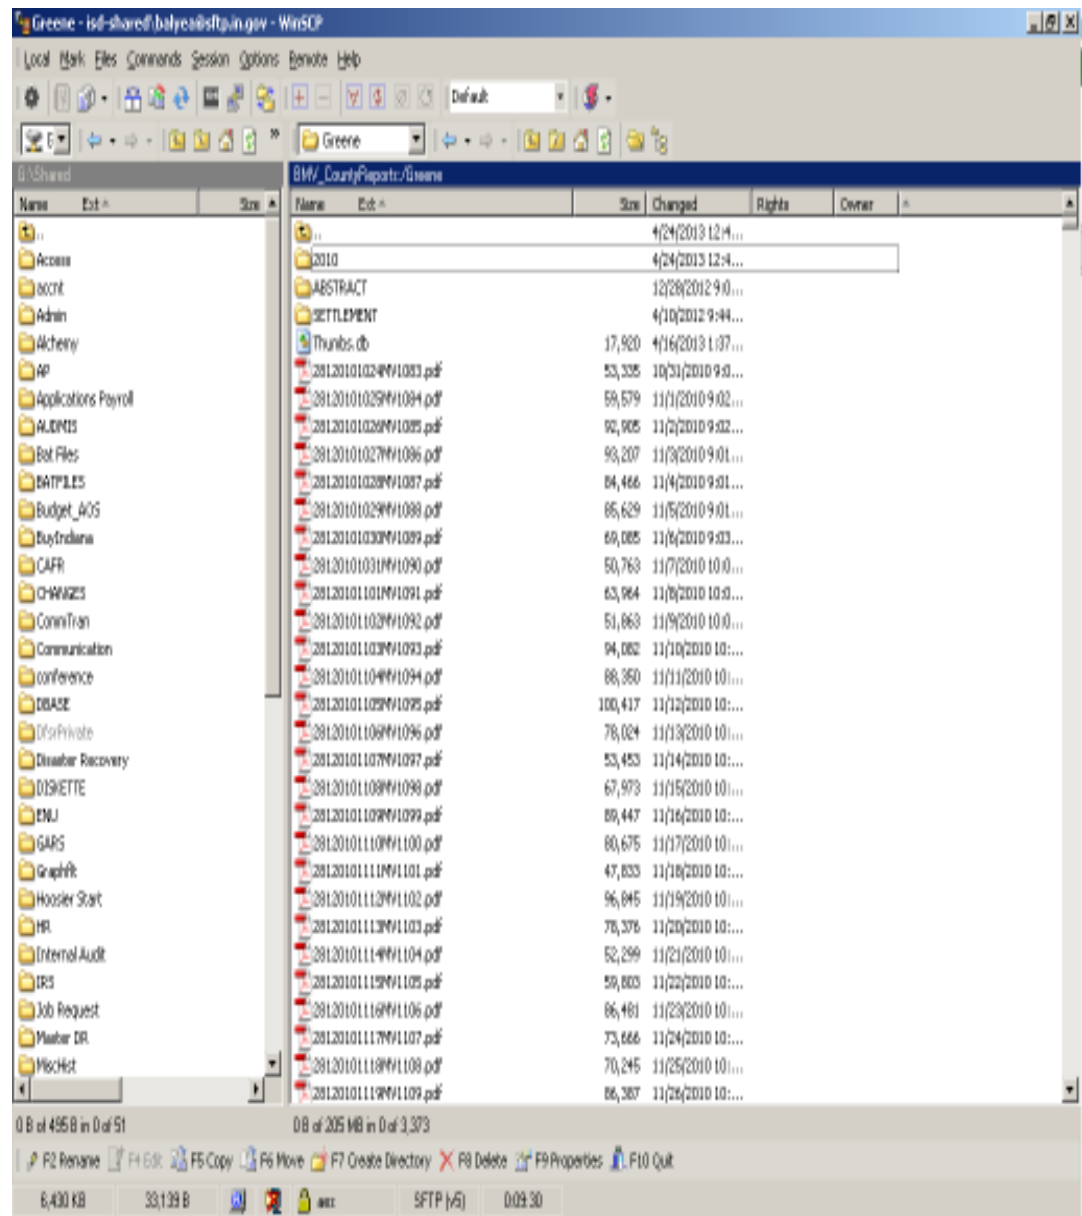 Greene - isd-shared\balyea@sftp.in.gov - WinSCP
Local Mark Files Commands Session Options Remote Help
Default
Greene
G:\Shared
BMV_CountyReports:/Greene
Name Ext Size
Name Ext Size Changed Rights Owner
.. .. 4/24/2013 12:4...
Access 2010 4/24/2013 12:4...
accnt ABSTRACT 12/28/2012 9:0...
Admin SETTLEMENT 4/10/2012 9:44...
Alchemy Thumbs.db 17,920 4/16/2013 1:37...
AP 28120101024MV1083.pdf 53,335 10/31/2010 9:0...
Applications Payroll 28120101025MV1084.pdf 59,579 11/1/2010 9:02...
AUDMIS 28120101026MV1085.pdf 92,905 11/2/2010 9:02...
Bat Files 28120101027MV1086.pdf 93,207 11/3/2010 9:01...
BATFILES 28120101028MV1087.pdf 84,466 11/4/2010 9:01...
Budget_AOS 28120101029MV1088.pdf 85,629 11/5/2010 9:01...
BuyIndiana 28120101030MV1089.pdf 69,085 11/6/2010 9:03...
CAFR 28120101031MV1090.pdf 50,763 11/7/2010 10:0...
CHANGES 28120101101MV1091.pdf 63,964 11/8/2010 10:0...
CommTran 28120101102MV1092.pdf 51,863 11/9/2010 10:0...
Communication 28120101103MV1093.pdf 94,082 11/10/2010 10:...
conference 28120101104MV1094.pdf 88,350 11/11/2010 10:...
DBASE 28120101105MV1095.pdf 100,417 11/12/2010 10:...
DfsrPrivate 28120101106MV1096.pdf 78,024 11/13/2010 10:...
Disaster Recovery 28120101107MV1097.pdf 53,453 11/14/2010 10:...
DISKETTE 28120101108MV1098.pdf 67,973 11/15/2010 10:...
ENU 28120101109MV1099.pdf 89,447 11/16/2010 10:...
GARS 28120101110MV1100.pdf 80,675 11/17/2010 10:...
Graphft 28120101111MV1101.pdf 47,833 11/18/2010 10:...
Hoosier Start 28120101112MV1102.pdf 96,845 11/19/2010 10:...
HR 28120101113MV1103.pdf 78,376 11/20/2010 10:...
Internal Audit 28120101114MV1104.pdf 52,299 11/21/2010 10:...
IRS 28120101115MV1105.pdf 59,803 11/22/2010 10:...
Job Request 28120101116MV1106.pdf 86,481 11/23/2010 10:...
Master DR 28120101117MV1107.pdf 73,666 11/24/2010 10:...
MiscHist 28120101118MV1108.pdf 70,245 11/25/2010 10:...
28120101119MV1109.pdf 86,387 11/26/2010 10:...
0 B of 495 B in 0 of 51
0 B of 205 MB in 0 of 3,373
F2 Rename F4 Edit F5 Copy F6 Move F7 Create Directory F8 Delete F9 Properties F10 Quit
6,430 KB 33,139 B aes SFTP (v5) 0:09:30